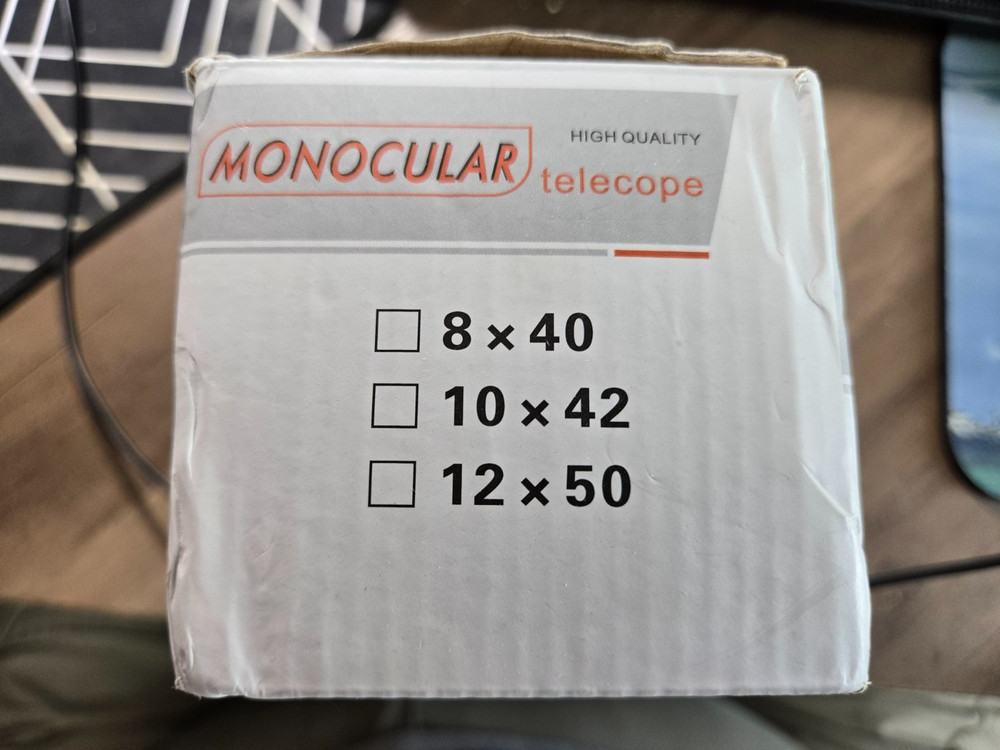 MONOCULAR
HIGH QUALITY
telecope
8 × 40
10 × 42
12 × 50